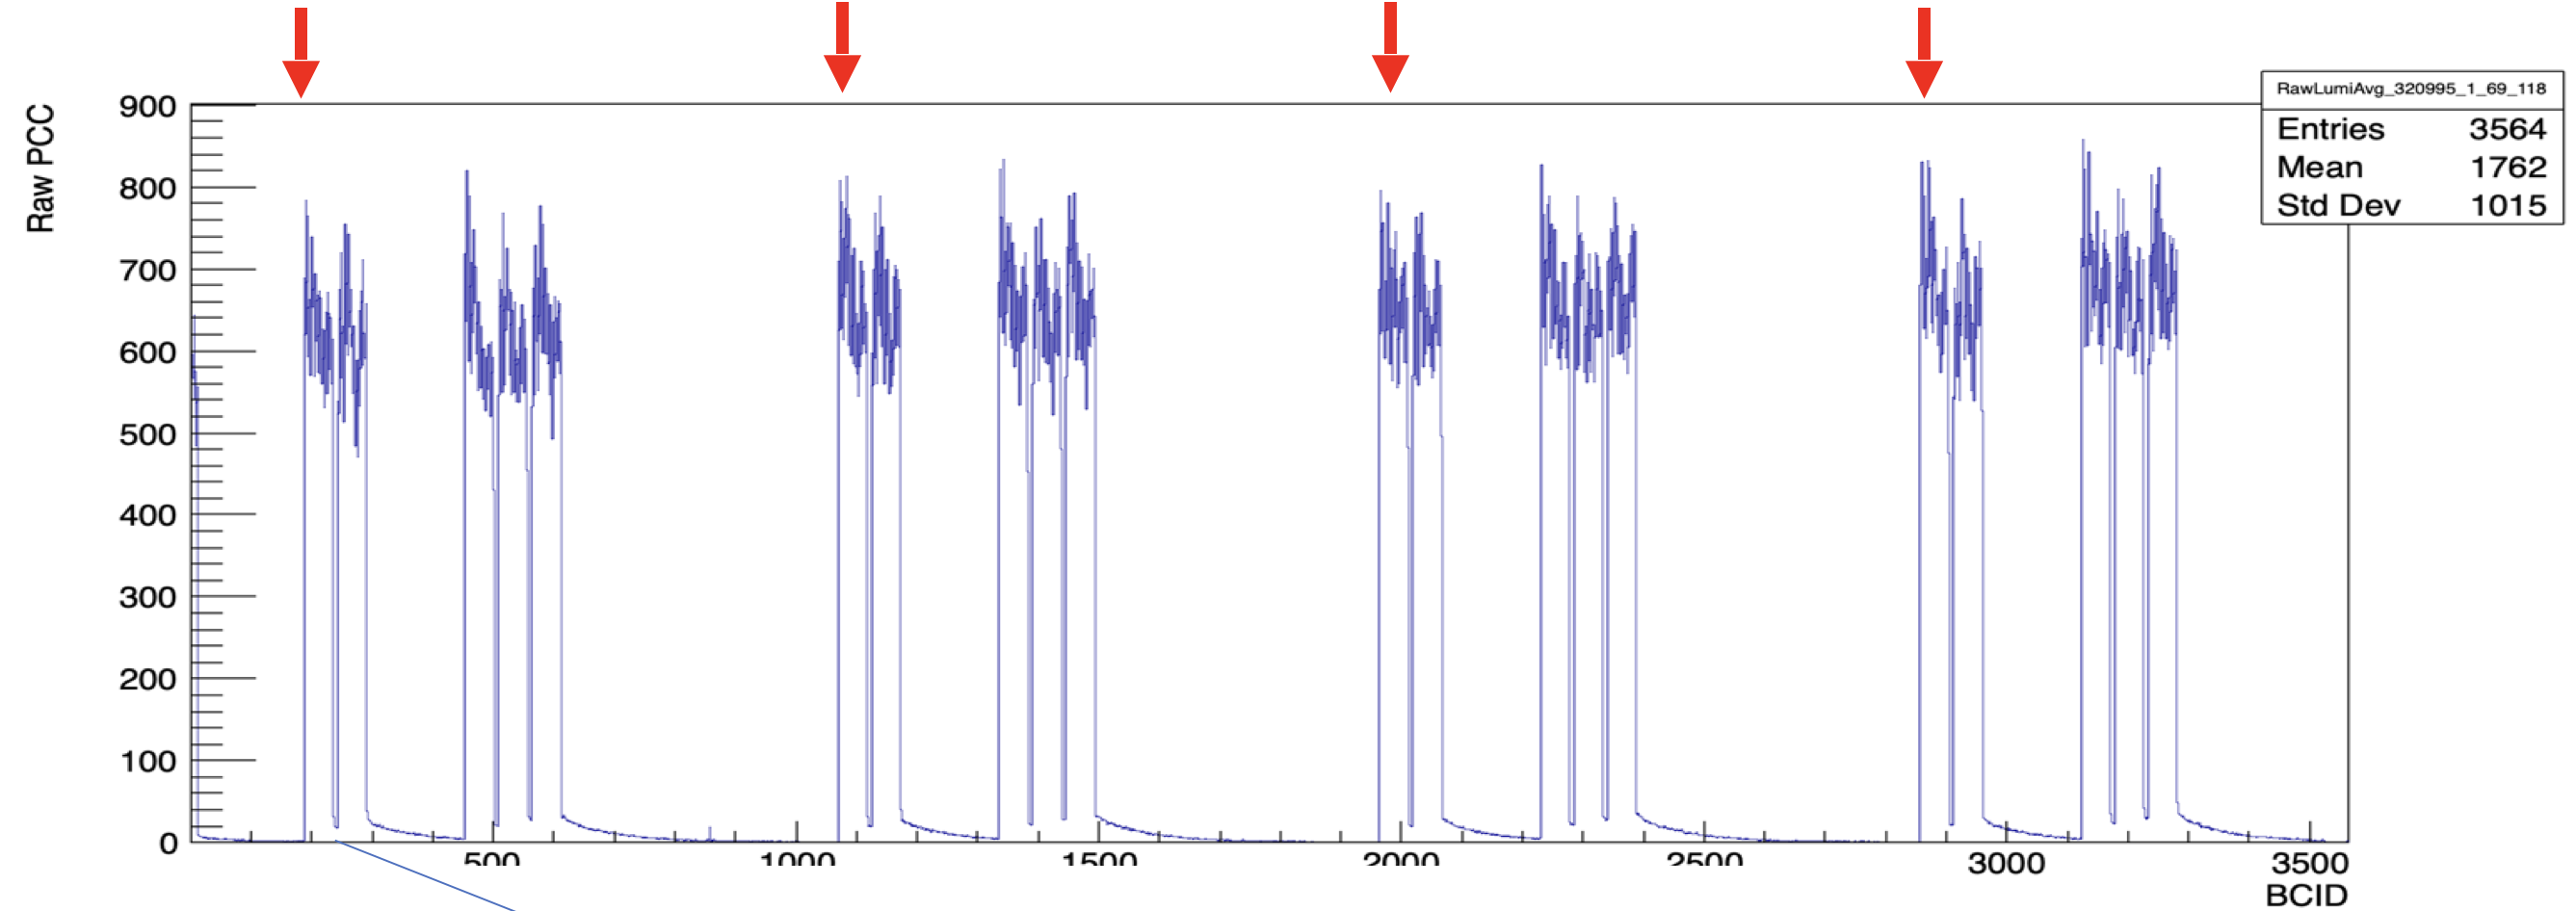 RawLumiAvg_320995_1_69_118
Entries 3564
Mean 1762
Std Dev 1015
Raw PCC
900
800
700
600
500
400
300
200
100
0
500 1000 1500 2000 2500 3000 3500
BCID